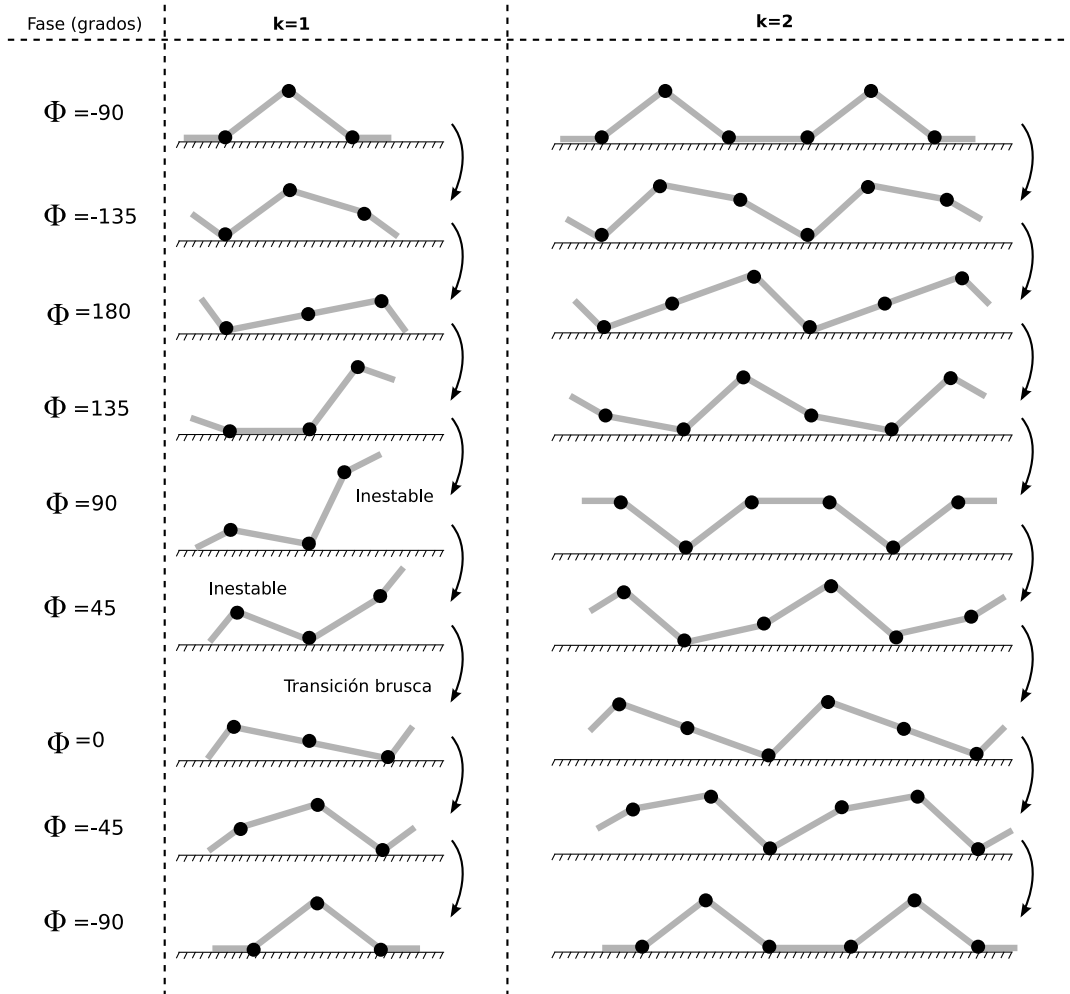 Fase (grados) k=1 k=2
Φ =-90
Φ =-135
Φ =180
Φ =135
Φ =90
Inestable
Inestable
Φ =45
Transición brusca
Φ =0
Φ =-45
Φ =-90